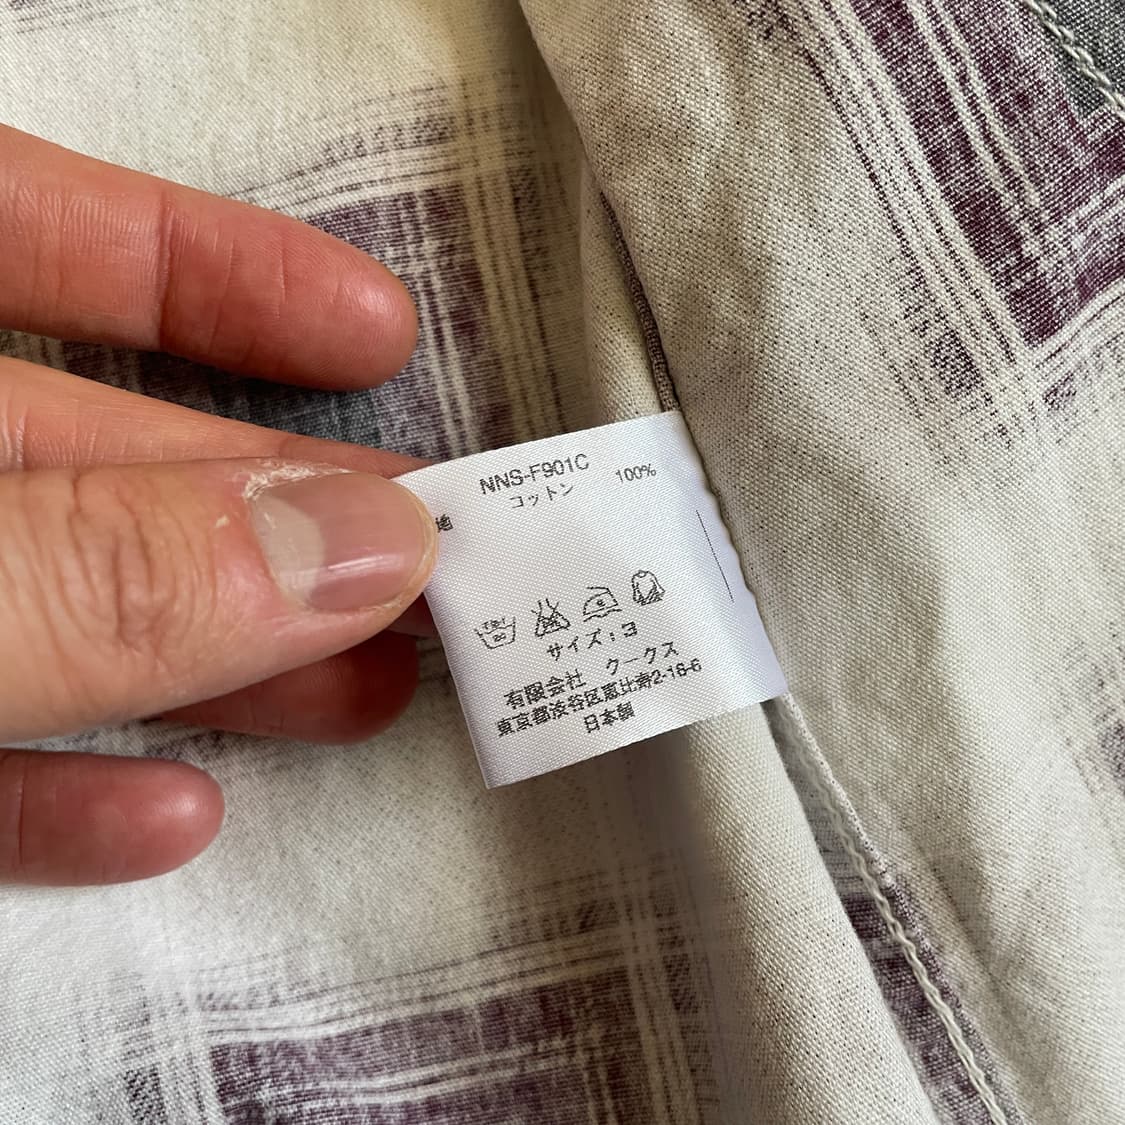 NNS-F901C
コットン 100%
地
サイズ：3
有限会社 クークス
東京都渋谷区恵比寿2-16-6
日本製